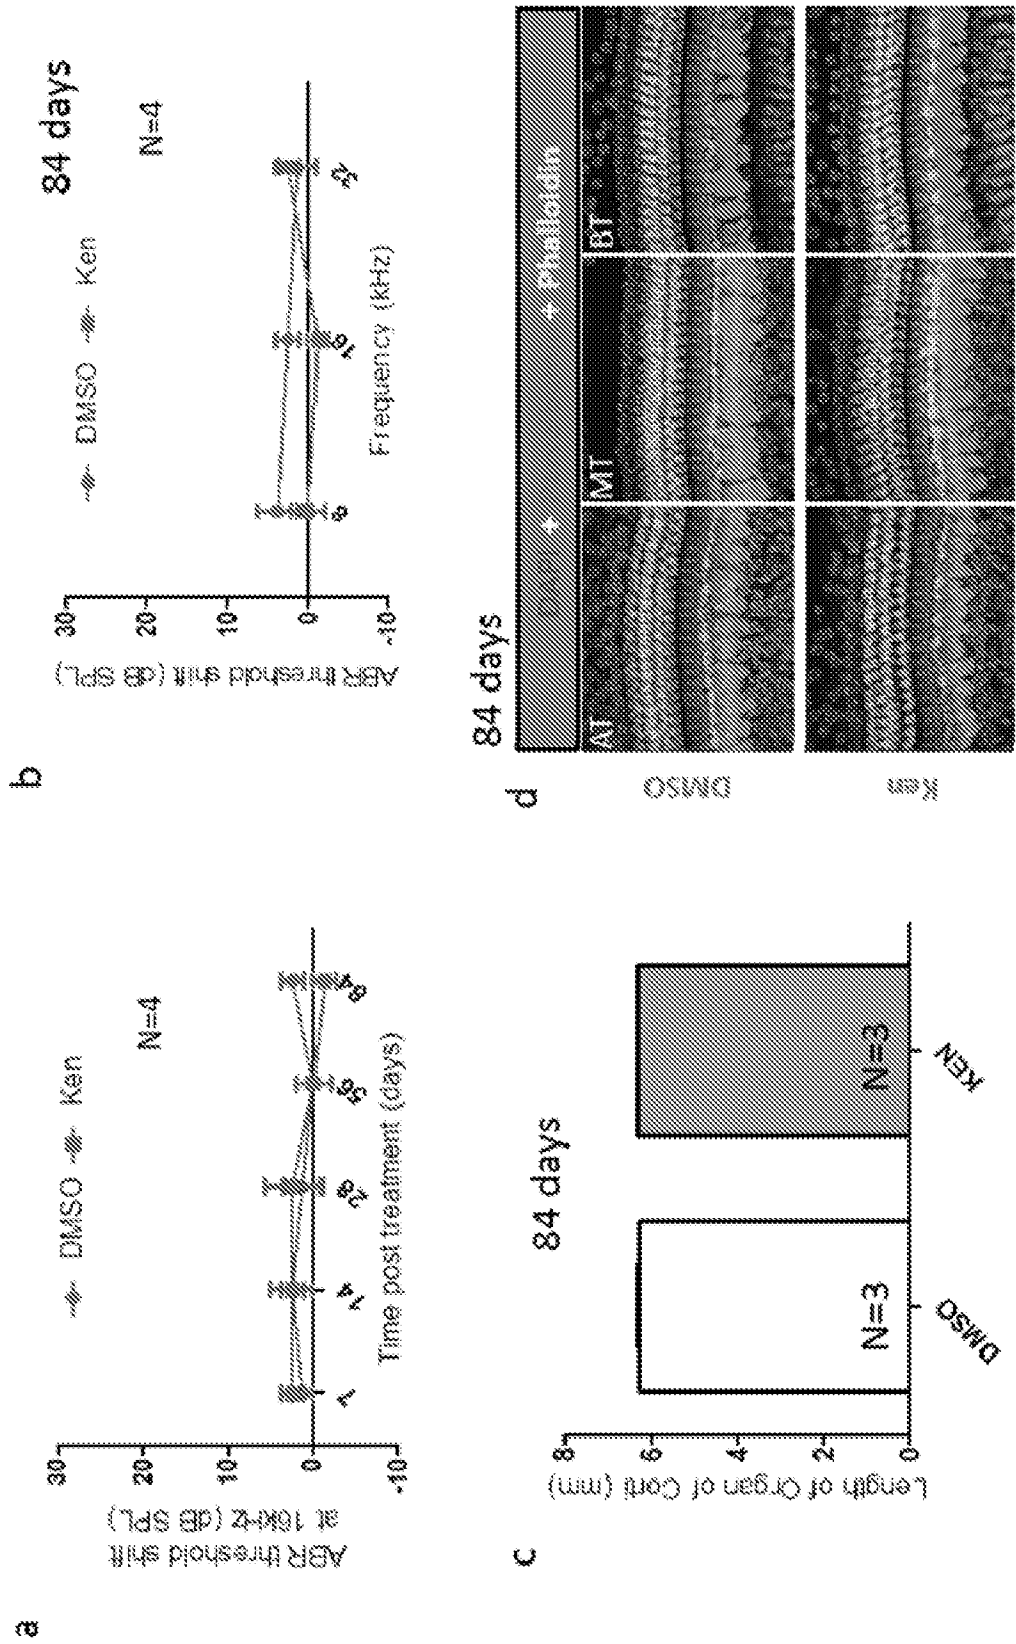 a
DMSO Ken
N=4
ABR threshold shift
at 16kHz (dB SPL)
30
20
10
0
-10
7
14
28
56
84
Time post treatment (days)
b
84 days
DMSO Ken
N=4
ABR threshold shift (dB SPL)
30
20
10
0
-10
16
32
Frequency (kHz)
c
84 days
Length of Organ of Corti (mm)
8
6
4
2
0
N=3
N=3
DMSO
KEN
d
84 days
+ + Phalloidin
AT MT BT
DMSO
Ken